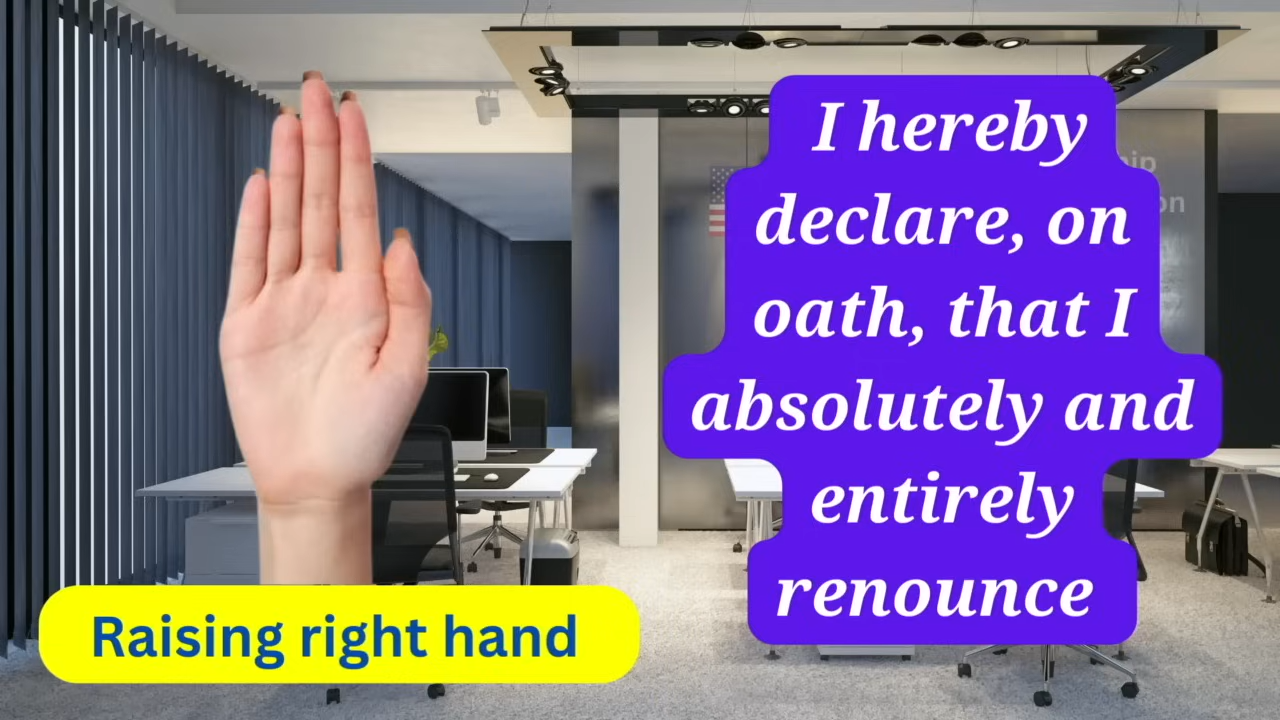 I hereby
declare, on
oath, that I
absolutely and
entirely
renounce
Raising right hand